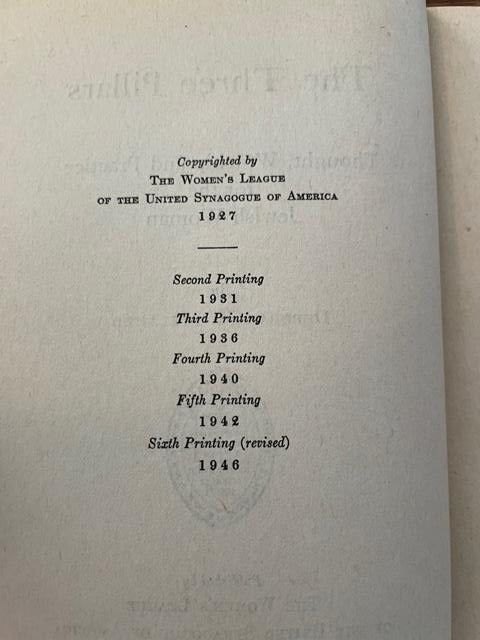 Copyrighted by
THE WOMEN'S LEAGUE
OF THE UNITED SYNAGOGUE OF AMERICA
1927
Second Printing
1931
Third Printing
1936
Fourth Printing
1940
Fifth Printing
1942
Sixth Printing (revised)
1946